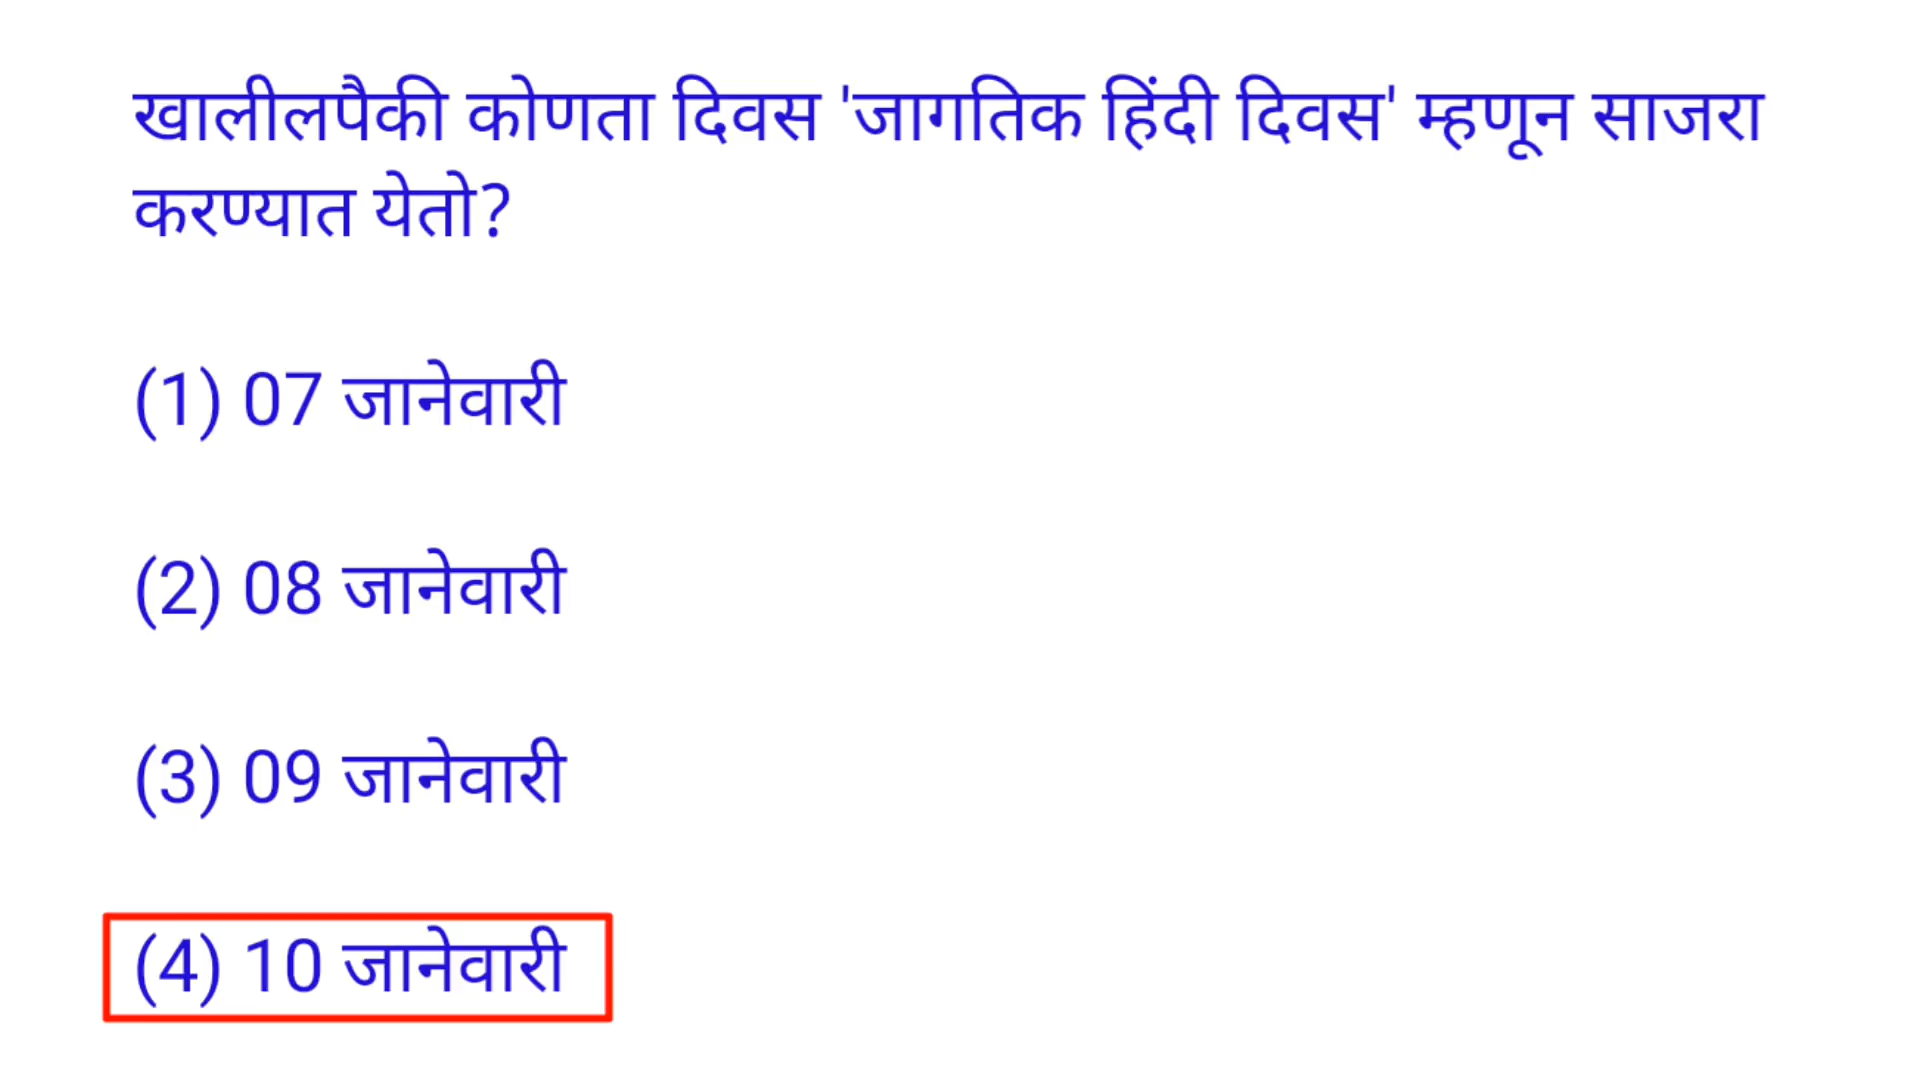 खालीलपैकी कोणता दिवस 'जागतिक हिंदी दिवस' म्हणून साजरा
करण्यात येतो?
(1) 07 जानेवारी
(2) 08 जानेवारी
(3) 09 जानेवारी
(4) 10 जानेवारी